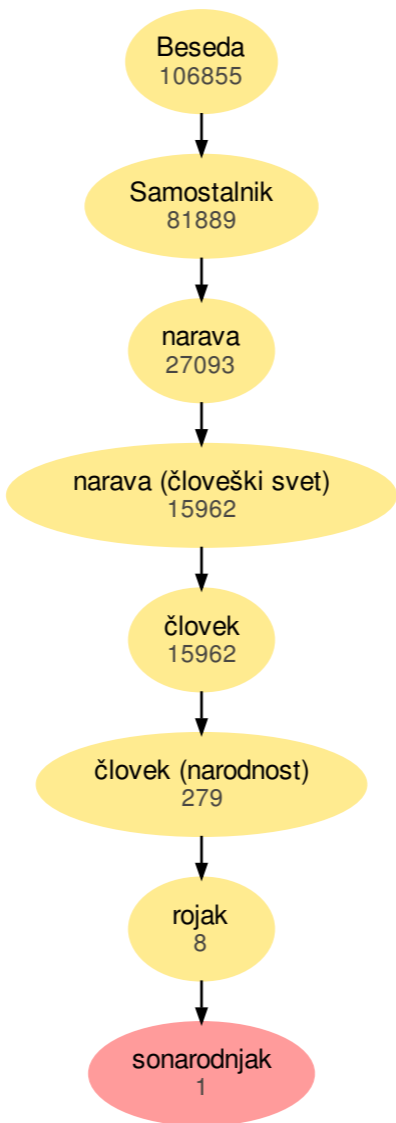 Beseda
106855
Samostalnik
81889
narava
27093
narava (človeški svet)
15962
človek
15962
človek (narodnost)
279
rojak
8
sonarodnjak
1